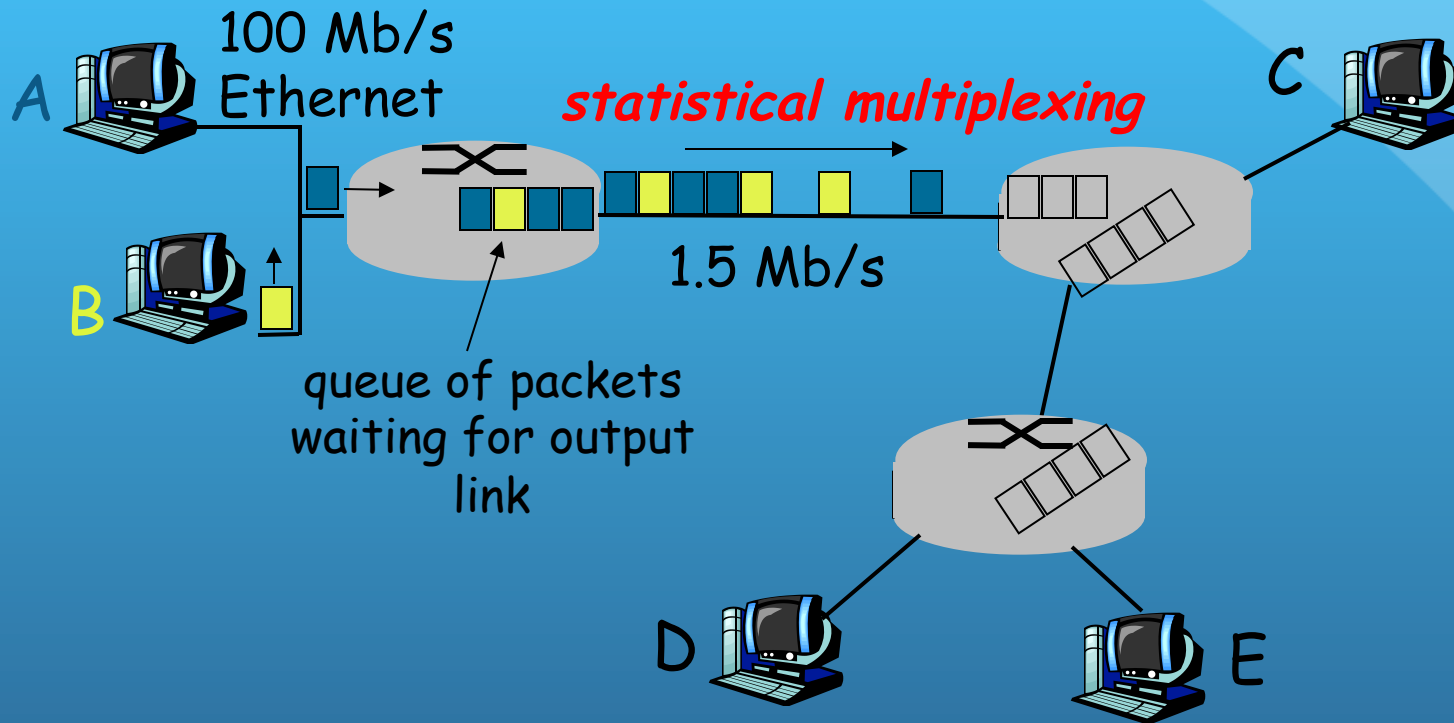 100 Mb/s
Ethernet
A
statistical multiplexing
C
1.5 Mb/s
B
queue of packets
waiting for output
link
D
E